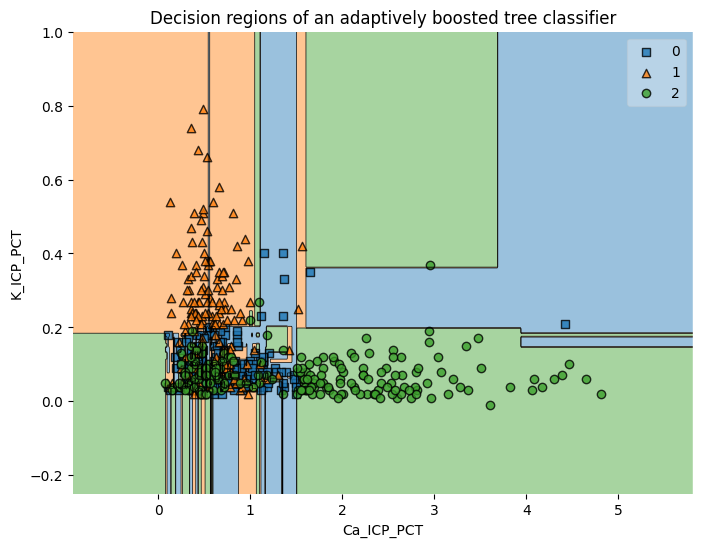 Decision regions of an adaptively boosted tree classifier
0
1
2
1.0
0.8
0.6
0.4
0.2
0.0
−0.2
K_ICP_PCT
0 1 2 3 4 5
Ca_ICP_PCT